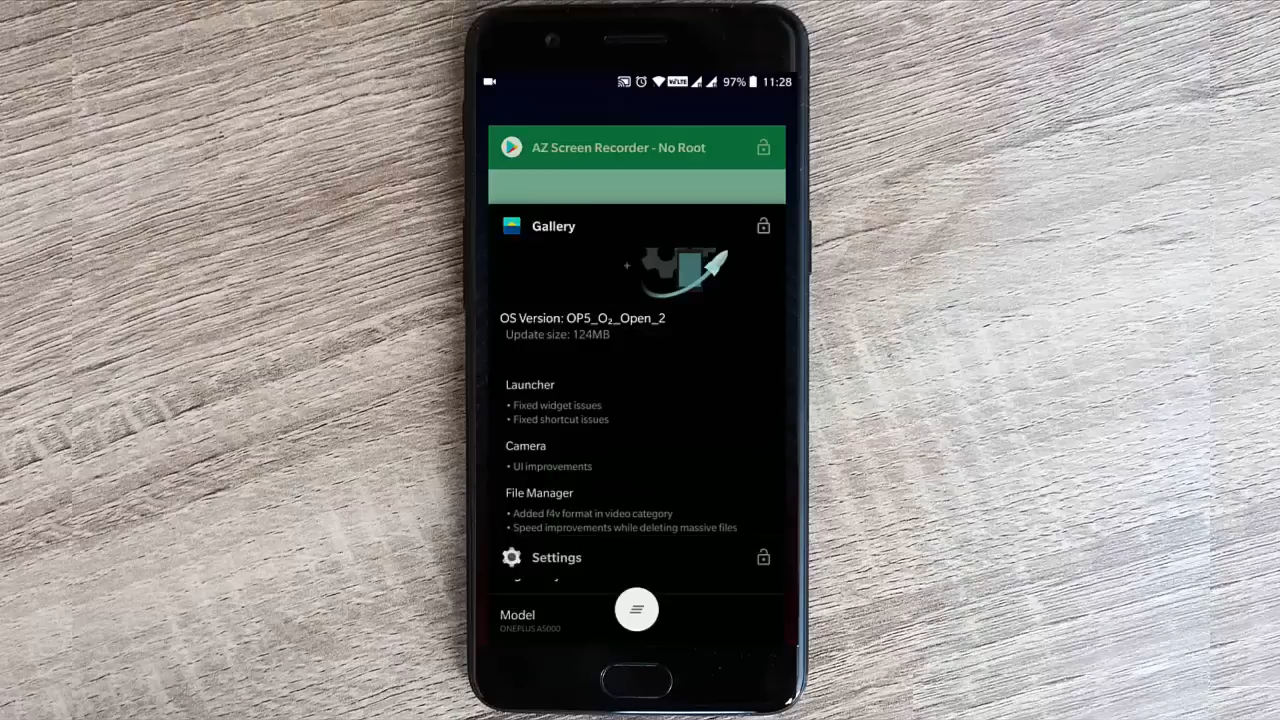 VoLTE 97% 11:28
AZ Screen Recorder - No Root
Gallery
OS Version: OP5_O₂_Open_2
Update size: 124MB
Launcher
• Fixed widget issues
• Fixed shortcut issues
Camera
• UI improvements
File Manager
• Added f4v format in video category
• Speed improvements while deleting massive files
Settings
Model
ONEPLUS A5000